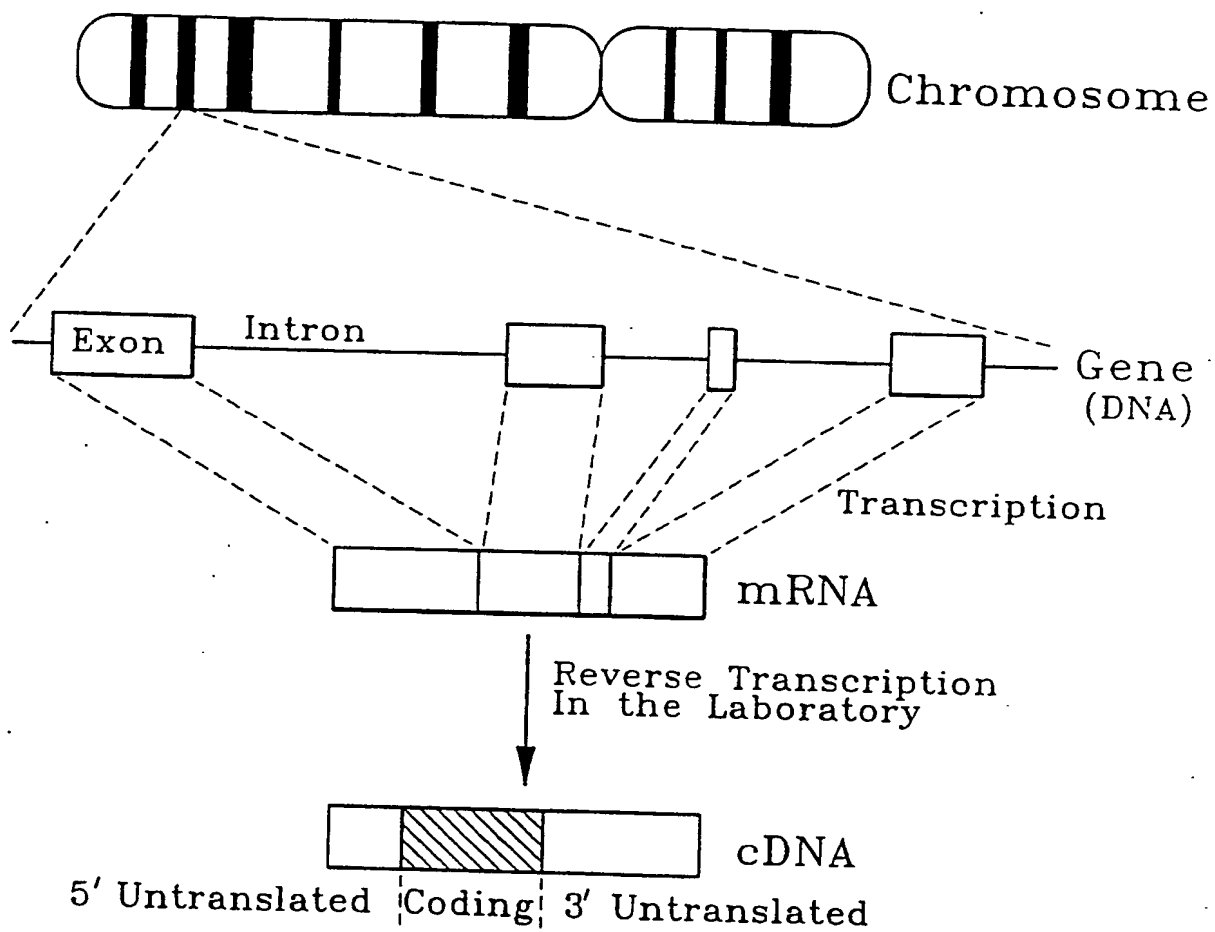 Chromosome
Exon
Intron
Gene
(DNA)
Transcription
mRNA
Reverse Transcription
In the Laboratory
cDNA
5′ Untranslated
Coding
3′ Untranslated